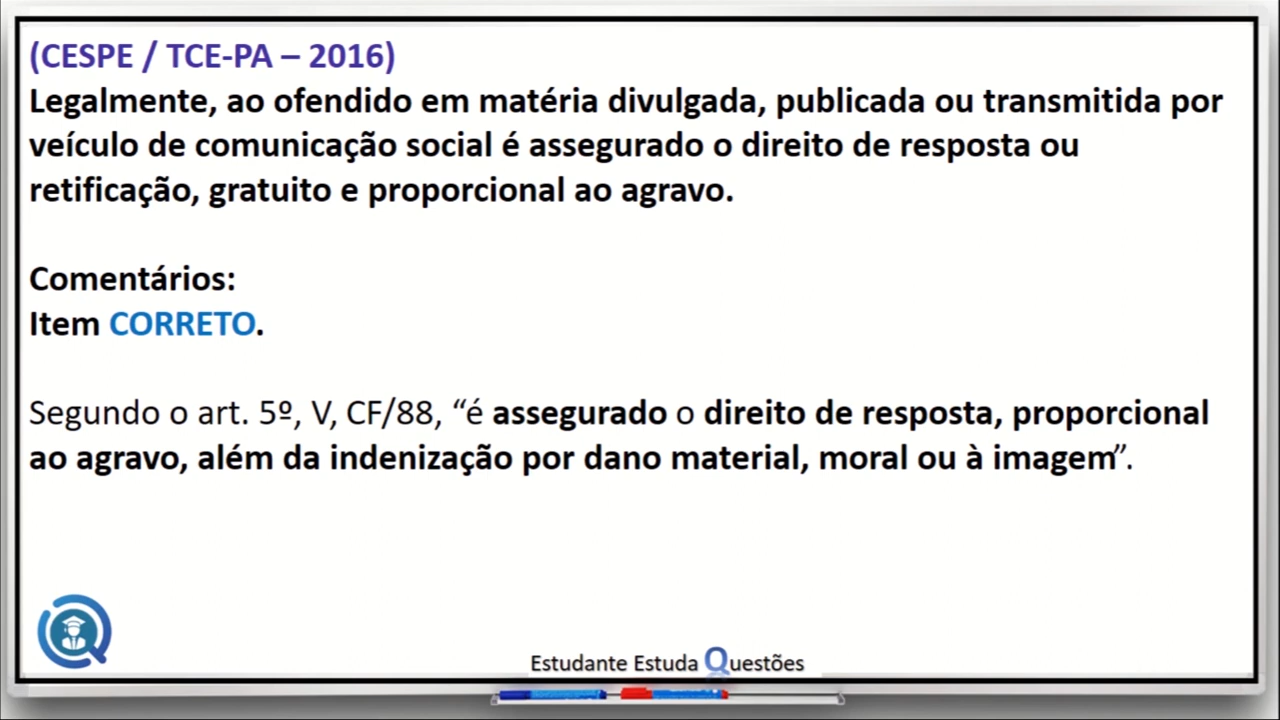 (CESPE / TCE-PA – 2016)
Legalmente, ao ofendido em matéria divulgada, publicada ou transmitida por
veículo de comunicação social é assegurado o direito de resposta ou
retificação, gratuito e proporcional ao agravo.
Comentários:
Item CORRETO.
Segundo o art. 5º, V, CF/88, “é assegurado o direito de resposta, proporcional
ao agravo, além da indenização por dano material, moral ou à imagem”.
Estudante Estuda Questões